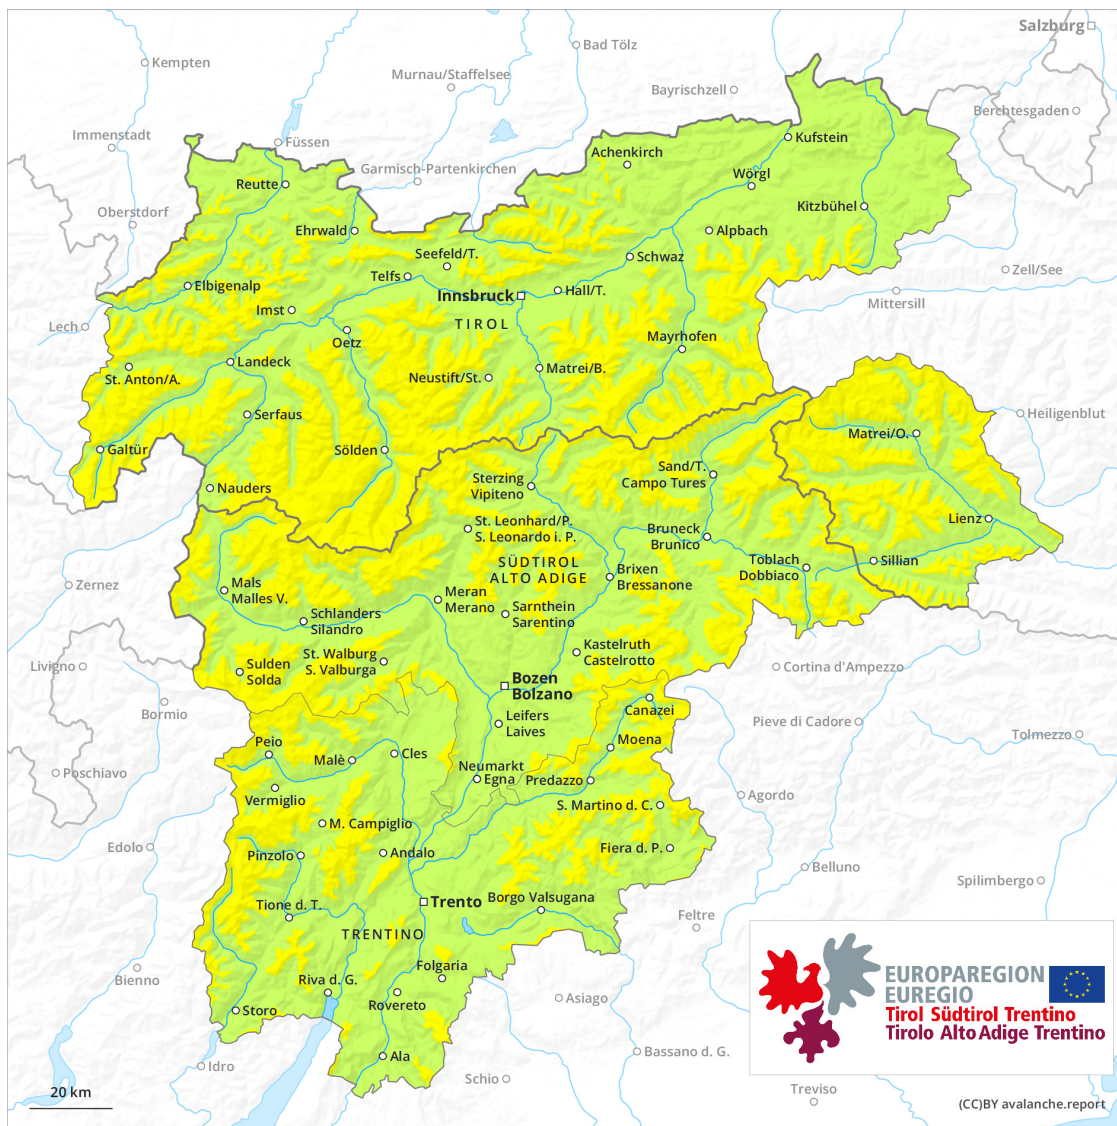 Salzburg
Bad Tölz
Kempten
Murnau/Staffelsee
Bayrischzell
Berchtesgaden
Immenstadt
Füssen
Kufstein
Achenkirch
Garmisch-Partenkirchen
Wörgl
Reutte
Kitzbühel
Oberstdorf
Ehrwald
Alpbach
Seefeld/T.
Schwaz
Zell/See
Telfs
Elbigenalp
Hall/T.
Innsbruck
Mittersill
Imst
TIROL
Lech
Oetz
Mayrhofen
Landeck
Matrei/B.
St. Anton/A.
Neustift/St.
Serfaus
Heiligenblut
Matrei/O.
Galtür
Sölden
Sand/T.
Campo Tures
Sterzing
Vipiteno
Nauders
Lienz
St. Leonhard/P.
S. Leonardo i. P.
Bruneck
Brunico
SÜDTIROL
ALTO ADIGE
Toblach
Dobbiaco
Sillian
Brixen
Bressanone
Zernez
Mals
Malles V.
Meran
Merano
Schlanders
Silandro
Sarnthein
Sarentino
Kastelruth
Castelrotto
St. Walburg
S. Valburga
Livigno
Sulden
Solda
Cortina d'Ampezzo
Bozen
Bolzano
Bormio
Canazei
Leifers
Laives
Pieve di Cadore
Tolmezzo
Peio
Moena
Cles
Malè
Poschiavo
Neumarkt
Egna
Predazzo
Vermiglio
Agordo
S. Martino d. C.
M. Campiglio
Edolo
Pinzolo
Andalo
Fiera d. P.
Belluno
Spilimbergo
Trento
Borgo Valsugana
Tione d. T.
Feltre
TRENTINO
Bienno
Folgaria
Riva d. G.
Rovereto
Asiago
Storo
Ala
Bassano d. G.
Idro
Schio
Treviso
EUROPAREGION
EUREGIO
Tirol Südtirol Trentino
Tirolo Alto Adige Trentino
20 km
(CC)BY avalanche.report